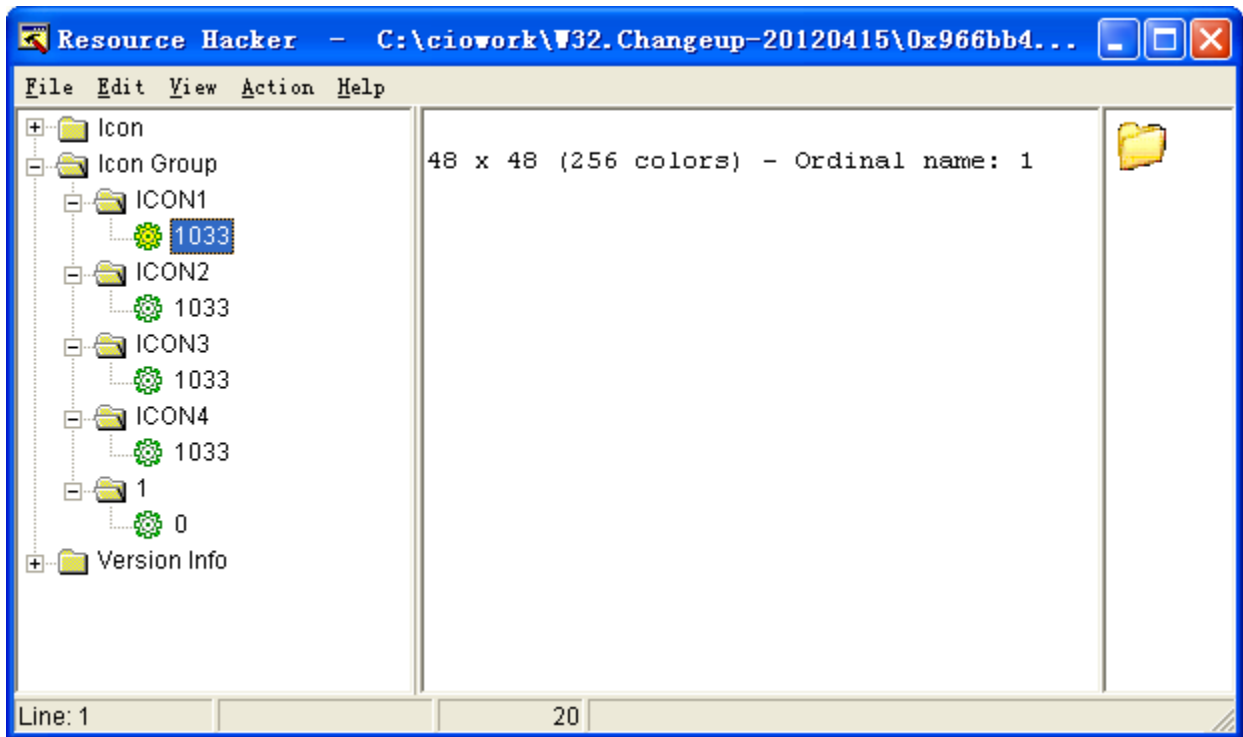 Resource Hacker - C:\ciowork\W32.Changeup-20120415\0x966bb4...
File Edit View Action Help
Icon
Icon Group
ICON1
1033
ICON2
1033
ICON3
1033
ICON4
1033
1
0
Version Info
48 x 48 (256 colors) - Ordinal name: 1
Line: 1
20